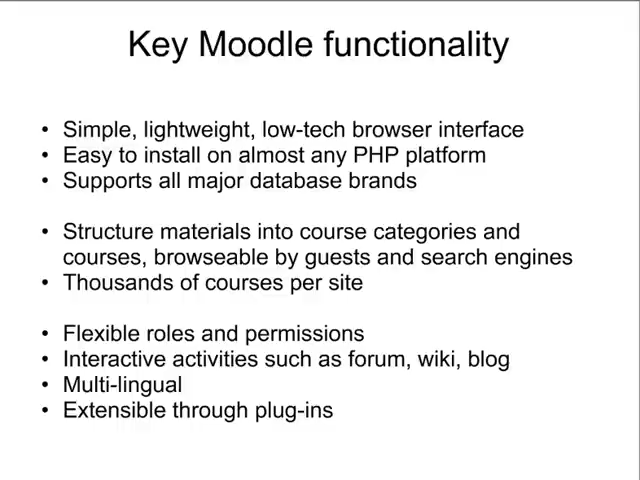 Key Moodle functionality
• Simple, lightweight, low-tech browser interface
• Easy to install on almost any PHP platform
• Supports all major database brands
• Structure materials into course categories and
courses, browseable by guests and search engines
• Thousands of courses per site
• Flexible roles and permissions
• Interactive activities such as forum, wiki, blog
• Multi-lingual
• Extensible through plug-ins